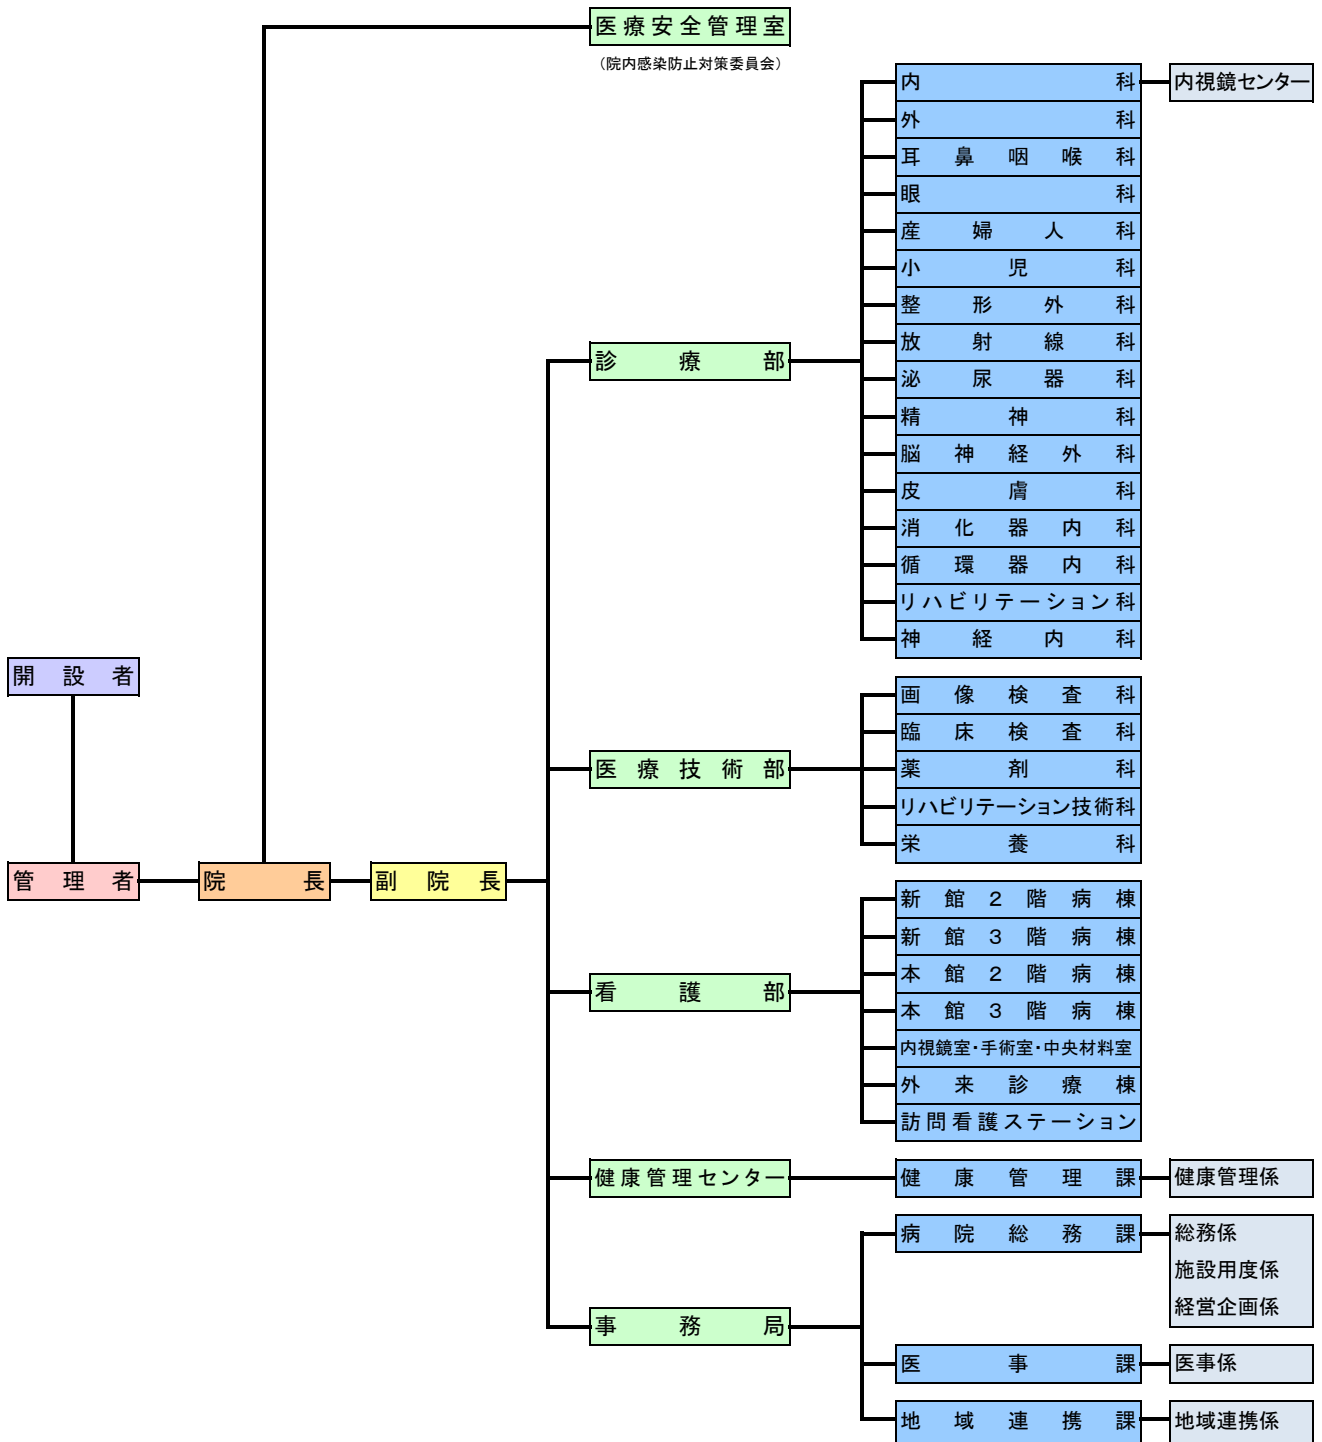 医療安全管理室
（院内感染防止対策委員会）
内科
内視鏡センター
外科
耳鼻咽喉科
眼科
産婦人科
小児科
整形外科
放射線科
診療部
泌尿器科
精神科
脳神経外科
皮膚科
消化器内科
循環器内科
リハビリテーション科
神経内科
開設者
画像検査科
臨床検査科
医療技術部
薬剤科
リハビリテーション技術科
栄養科
管理者
院長
副院長
新館２階病棟
新館３階病棟
本館２階病棟
看護部
本館３階病棟
内視鏡室・手術室・中央材料室
外来診療棟
訪問看護ステーション
健康管理センター
健康管理課
健康管理係
病院総務課
総務係
施設用度係
経営企画係
事務局
医事課
医事係
地域連携課
地域連携係